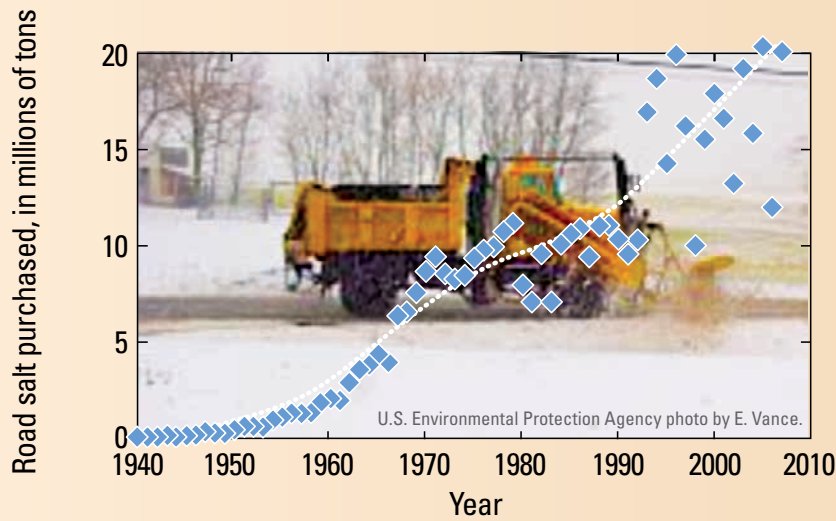 Road salt purchased, in millions of tons
20
15
10
5
0
U.S. Environmental Protection Agency photo by E. Vance.
1940 1950 1960 1970 1980 1990 2000 2010
Year